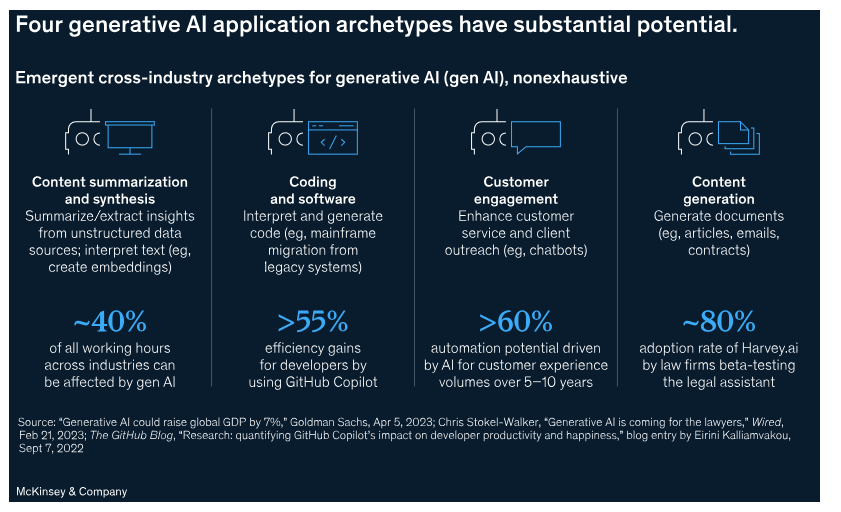 Four generative AI application archetypes have substantial potential.
Emergent cross-industry archetypes for generative AI (gen AI), nonexhaustive
</>
Content summarization
and synthesis
Summarize/extract insights
from unstructured data
sources; interpret text (eg,
create embeddings)
~40%
of all working hours
across industries can
be affected by gen AI
Coding
and software
Interpret and generate
code (eg, mainframe
migration from
legacy systems)
>55%
efficiency gains
for developers by
using GitHub Copilot
Customer
engagement
Enhance customer
service and client
outreach (eg, chatbots)
>60%
automation potential driven
by AI for customer experience
volumes over 5–10 years
Content
generation
Generate documents
(eg, articles, emails,
contracts)
~80%
adoption rate of Harvey.ai
by law firms beta-testing
the legal assistant
Source: “Generative AI could raise global GDP by 7%,” Goldman Sachs, Apr 5, 2023; Chris Stokel-Walker, “Generative AI is coming for the lawyers,” Wired,
Feb 21, 2023; The GitHub Blog, “Research: quantifying GitHub Copilot’s impact on developer productivity and happiness,” blog entry by Eirini Kalliamvakou,
Sept 7, 2022
McKinsey & Company